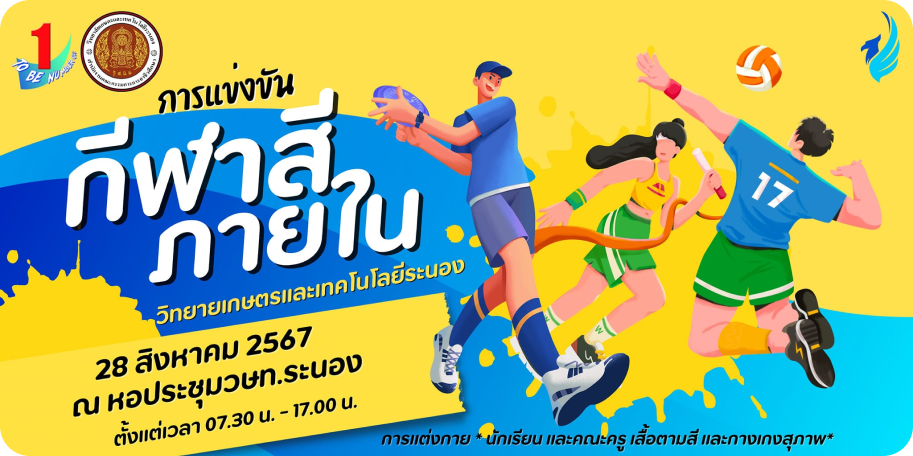 1
TO BE NUMBER ONE
การแข่งขัน
กีฬาสี
ภายใน
วิทยายเกษตรและเทคโนโลยีระนอง
28 สิงหาคม 2567
ณ หอประชุมวษท.ระนอง
ตั้งแต่เวลา 07.30 น. - 17.00 น.
17
การแต่งกาย * นักเรียน และคณะครู เสื้อตามสี และกางเกงสุภาพ*